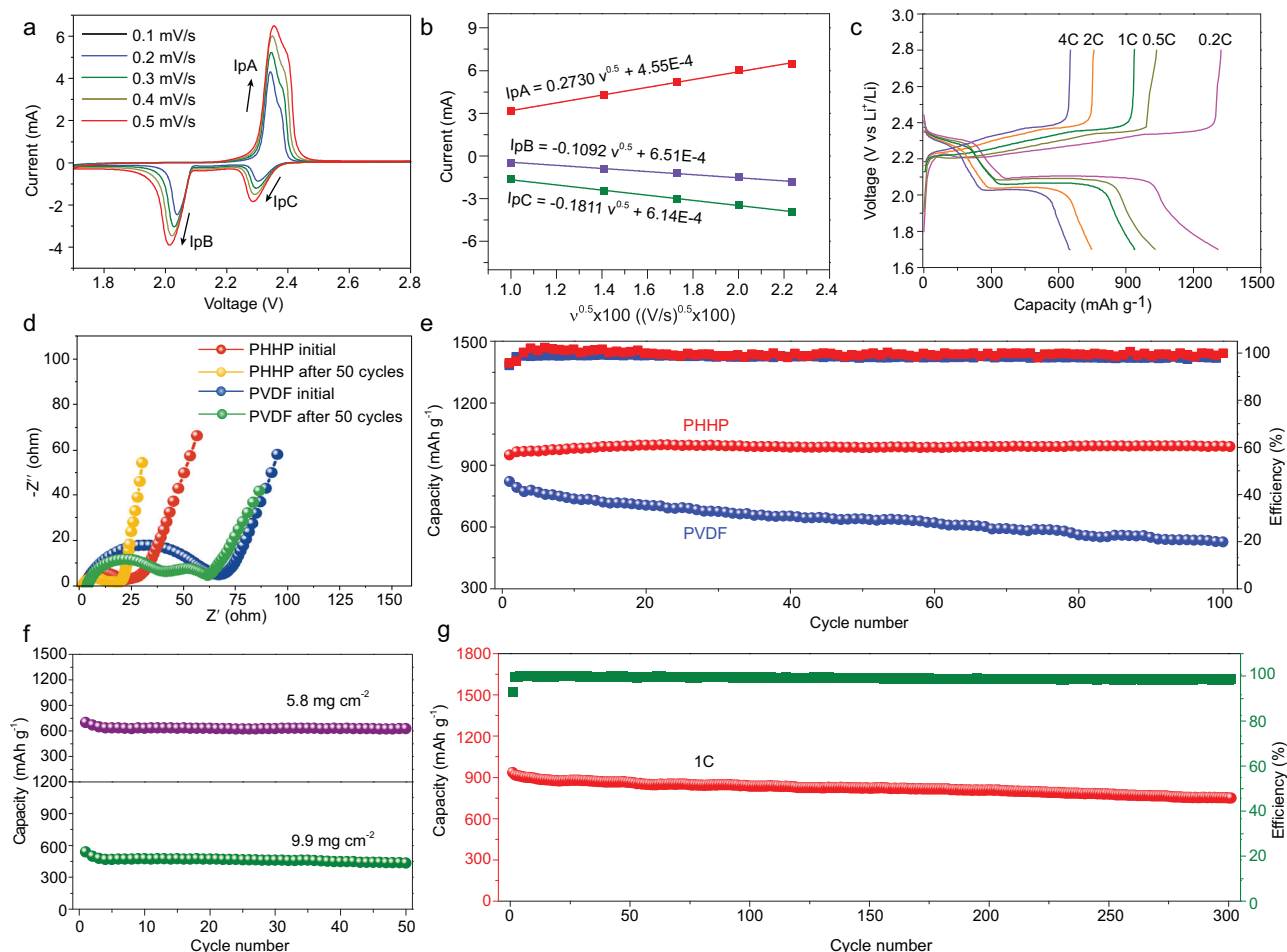 a
0.1 mV/s
0.2 mV/s
0.3 mV/s
0.4 mV/s
0.5 mV/s
IpA
IpB
IpC
6
4
2
0
-2
-4
Current (mA)
2.0
2.2
2.4
2.6
2.8
Voltage (V)
b
9
6
3
0
-3
-6
Current (mA)
IpA = 0.2730 v^0.5 + 4.55E-4
IpB = -0.1092 v^0.5 + 6.51E-4
IpC = -0.1811 v^0.5 + 6.14E-4
1.0 1.2 1.4 1.6 1.8 2.0 2.2 2.4
v^0.5x100 ((V/s)^0.5x100)
c
3.0
2.6
2.2
1.8
1.6
Voltage (V vs Li+/Li)
4C 2C 1C 0.5C 0.2C
0 300 600 900 1200 1500
Capacity (mAh g-1)
d
PHHP initial
PHHP after 50 cycles
PVDF initial
PVDF after 50 cycles
100
80
60
40
20
0
-Z'' (ohm)
0 25 50 75 100 125 150
Z' (ohm)
e
1500
1200
900
600
300
Capacity (mAh g-1)
PHHP
PVDF
100
80
60
40
20
0
Efficiency (%)
0 20 40 60 80 100
Cycle number
f
1500
1200
900
600
300
1200
900
600
300
0
Capacity (mAh g-1)
Capacity (mAh g-1)
5.8 mg cm-2
9.9 mg cm-2
0 10 20 30 40 50
Cycle number
g
1800
1500
1200
900
600
300
0
Capacity (mAh g-1)
1C
100
80
60
40
20
0
Efficiency (%)
0 50 100 150 200 250 300
Cycle number